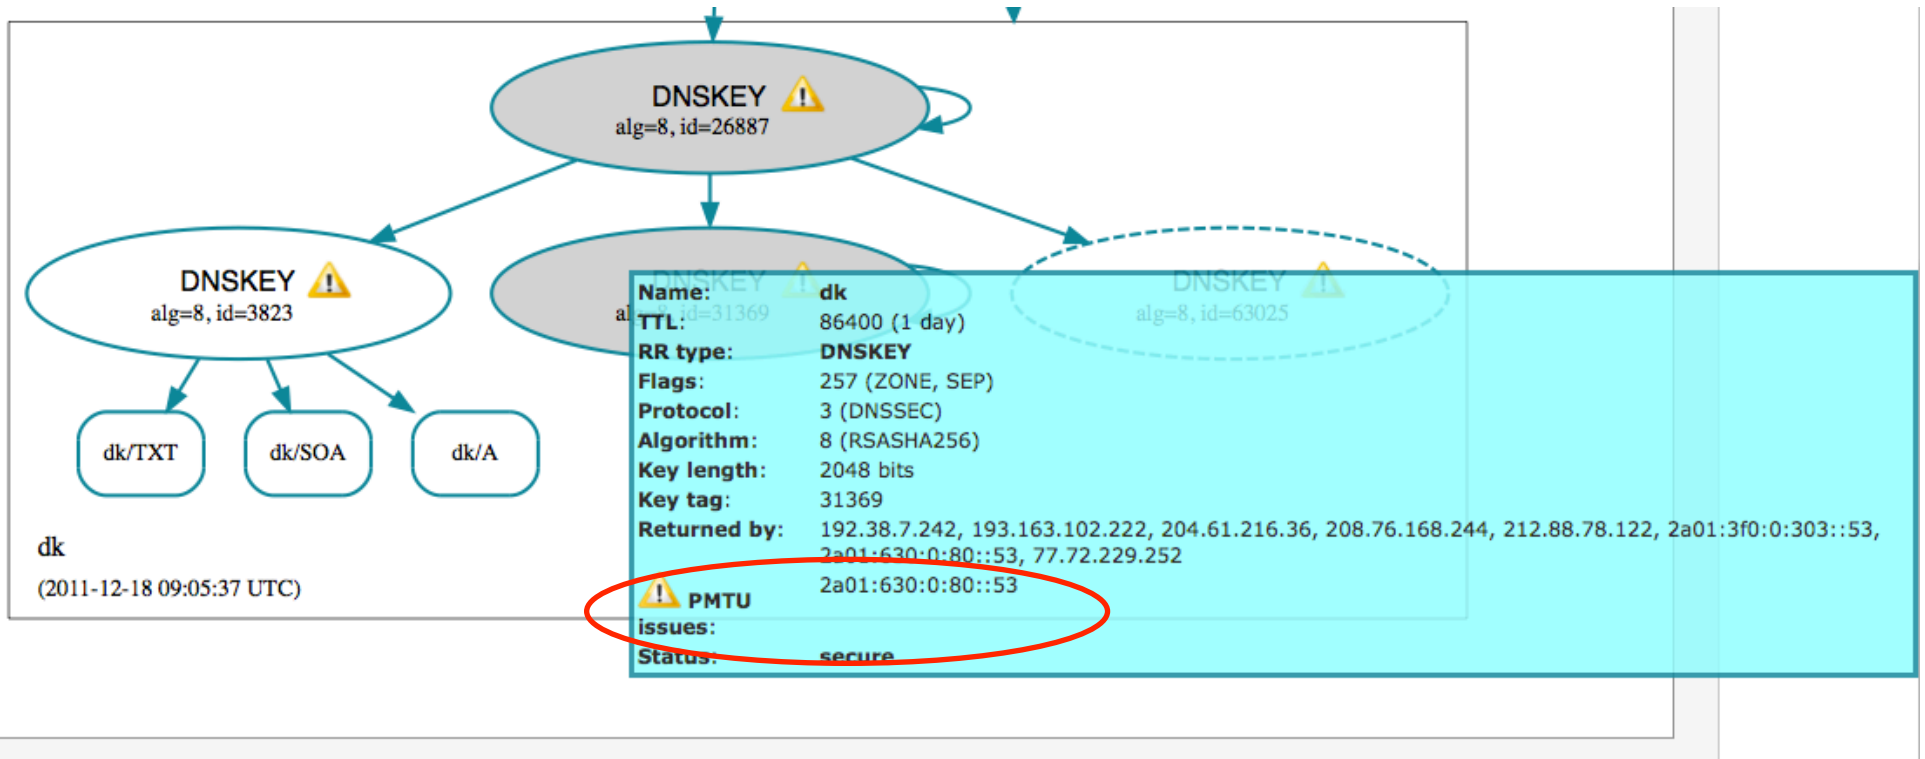 DNSKEY
alg=8, id=26887
DNSKEY
alg=8, id=3823
DNSKEY
alg=8, id=31369
DNSKEY
alg=8, id=63025
dk/TXT
dk/SOA
dk/A
dk
(2011-12-18 09:05:37 UTC)
Name: dk
TTL: 86400 (1 day)
RR type: DNSKEY
Flags: 257 (ZONE, SEP)
Protocol: 3 (DNSSEC)
Algorithm: 8 (RSASHA256)
Key length: 2048 bits
Key tag: 31369
Returned by: 192.38.7.242, 193.163.102.222, 204.61.216.36, 208.76.168.244, 212.88.78.122, 2a01:3f0:0:303::53,
2a01:630:0:80::53, 77.72.229.252
PMTU 2a01:630:0:80::53
issues:
Status: secure